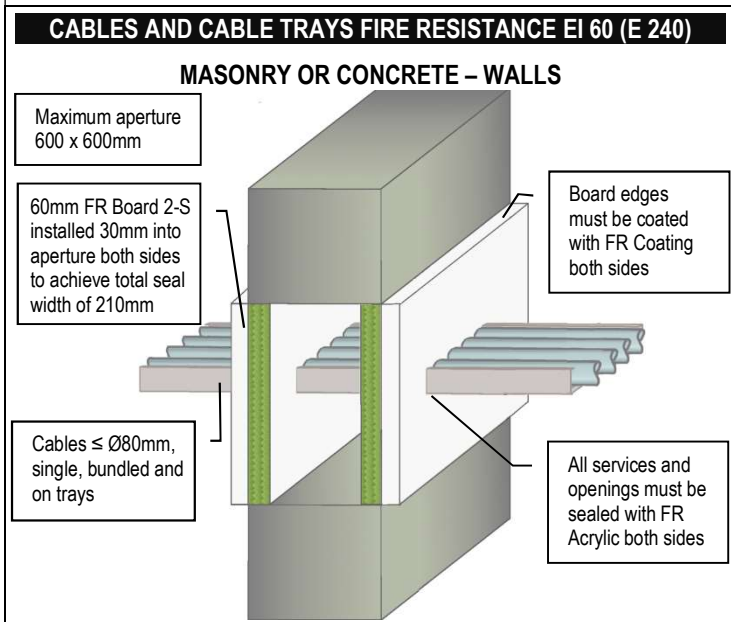 CABLES AND CABLE TRAYS FIRE RESISTANCE EI 60 (E 240)
MASONRY OR CONCRETE – WALLS
Maximum aperture
600 x 600mm
60mm FR Board 2-S
installed 30mm into
aperture both sides
to achieve total seal
width of 210mm
Board edges
must be coated
with FR Coating
both sides
Cables ≤ Ø80mm,
single, bundled and
on trays
All services and
openings must be
sealed with FR
Acrylic both sides